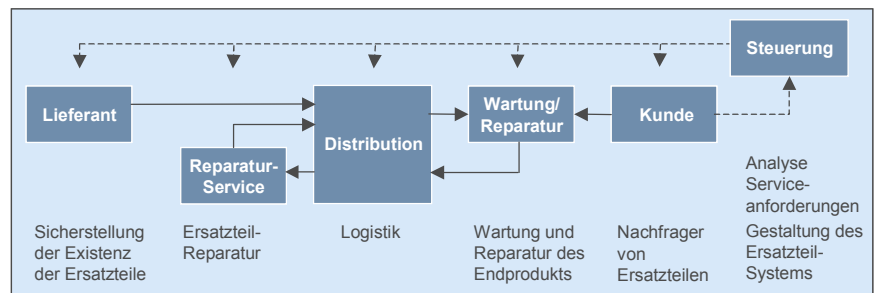 Steuerung
Lieferant
Distribution
Wartung/
Reparatur
Kunde
Reparatur-
Service
Analyse
Service-
anforderungen
Sicherstellung
der Existenz
der Ersatzteile
Ersatzteil-
Reparatur
Logistik
Wartung und
Reparatur des
Endprodukts
Nachfrager
von
Ersatzteilen
Gestaltung des
Ersatzteil-
Systems